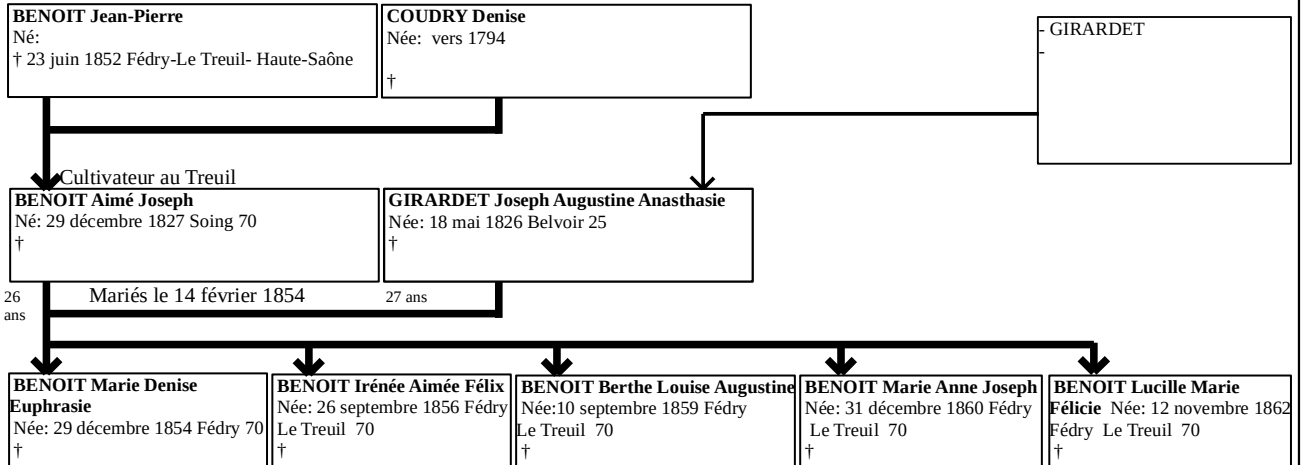 BENOIT Jean-Pierre
Né:
† 23 juin 1852 Fédry-Le Treuil- Haute-Saône
COUDRY Denise
Née:  vers 1794
†
- GIRARDET
-
Cultivateur au Treuil
BENOIT Aimé Joseph
Né: 29 décembre 1827 Soing 70
†
GIRARDET Joseph Augustine Anasthasie
Née: 18 mai 1826 Belvoir 25
†
26
ans
Mariés le 14 février 1854
27 ans
BENOIT Marie Denise
Euphrasie
Née: 29 décembre 1854 Fédry 70
†
BENOIT Irénée Aimée Félix
Née: 26 septembre 1856 Fédry
Le Treuil  70
†
BENOIT Berthe Louise Augustine
Née:10 septembre 1859 Fédry
Le Treuil  70
†
BENOIT Marie Anne Joseph
Née: 31 décembre 1860 Fédry
Le Treuil  70
†
BENOIT Lucille Marie
Félicie  Née: 12 novembre 1862
Fédry  Le Treuil  70
†